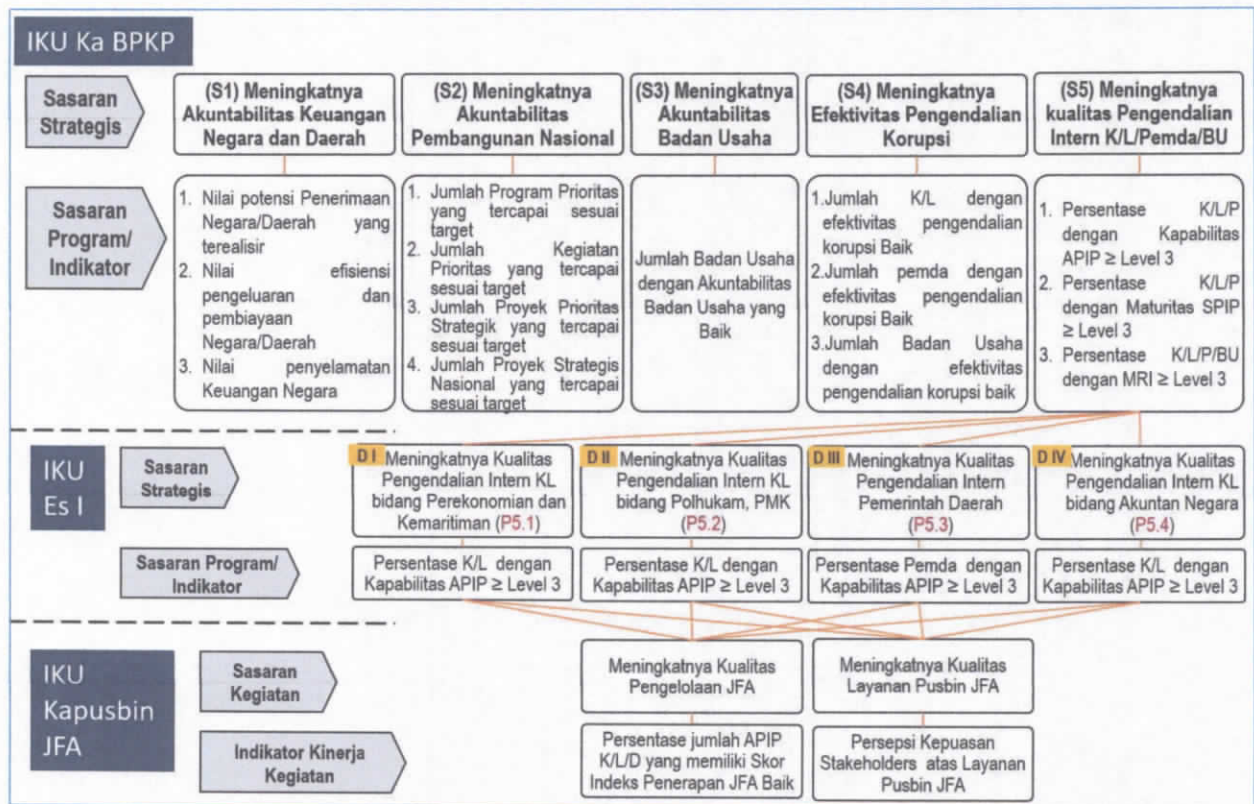 IKU Ka BPKP
Sasaran
Strategis
(S1) Meningkatnya
Akuntabilitas Keuangan
Negara dan Daerah
(S2) Meningkatnya
Akuntabilitas
Pembangunan Nasional
(S3) Meningkatnya
Akuntabilitas
Badan Usaha
(S4) Meningkatnya
Efektivitas Pengendalian
Korupsi
(S5) Meningkatnya
kualitas Pengendalian
Intern K/L/Pemda/BU
Sasaran
Program/
Indikator
1. Nilai potensi Penerimaan
Negara/Daerah yang
terealisir
2. Nilai efisiensi
pengeluaran dan
pembiayaan
Negara/Daerah
3. Nilai penyelamatan
Keuangan Negara
1. Jumlah Program Prioritas
yang tercapai sesuai
target
2. Jumlah Kegiatan
Prioritas yang tercapai
sesuai target
3. Jumlah Proyek Prioritas
Strategik yang tercapai
sesuai target
4. Jumlah Proyek Strategis
Nasional yang tercapai
sesuai target
Jumlah Badan Usaha
dengan Akuntabilitas
Badan Usaha yang
Baik
1.Jumlah K/L dengan
efektivitas pengendalian
korupsi Baik
2.Jumlah pemda dengan
efektivitas pengendalian
korupsi Baik
3.Jumlah Badan Usaha
dengan efektivitas
pengendalian korupsi baik
1. Persentase K/L/P
dengan Kapabilitas
APIP ≥ Level 3
2. Persentase K/L/P
dengan Maturitas SPIP
≥ Level 3
3. Persentase K/L/P/BU
dengan MRI ≥ Level 3
IKU
Es I
Sasaran
Strategis
D I Meningkatnya Kualitas
Pengendalian Intern KL
bidang Perekonomian dan
Kemaritiman (P5.1)
D II Meningkatnya Kualitas
Pengendalian Intern KL
bidang Polhukam, PMK
(P5.2)
D III Meningkatnya Kualitas
Pengendalian Intern
Pemerintah Daerah
(P5.3)
D IV Meningkatnya Kualitas
Pengendalian Intern KL
bidang Akuntan Negara
(P5.4)
Sasaran Program/
Indikator
Persentase K/L dengan
Kapabilitas APIP ≥ Level 3
Persentase K/L dengan
Kapabilitas APIP ≥ Level 3
Persentase Pemda dengan
Kapabilitas APIP ≥ Level 3
Persentase K/L dengan
Kapabilitas APIP ≥ Level 3
IKU
Kapusbin
JFA
Sasaran
Kegiatan
Meningkatnya Kualitas
Pengelolaan JFA
Meningkatnya Kualitas
Layanan Pusbin JFA
Indikator Kinerja
Kegiatan
Persentase jumlah APIP
K/L/D yang memiliki Skor
Indeks Penerapan JFA Baik
Persepsi Kepuasan
Stakeholders atas Layanan
Pusbin JFA